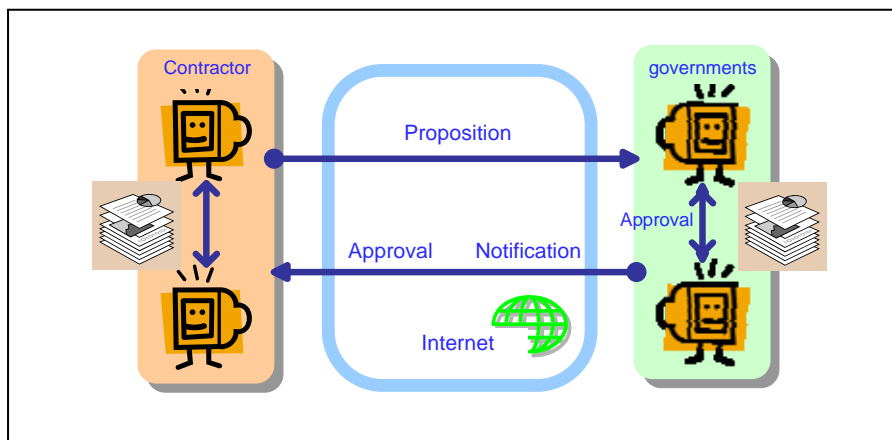 Contractor
governments
Proposition
Approval
Approval Notification
Internet